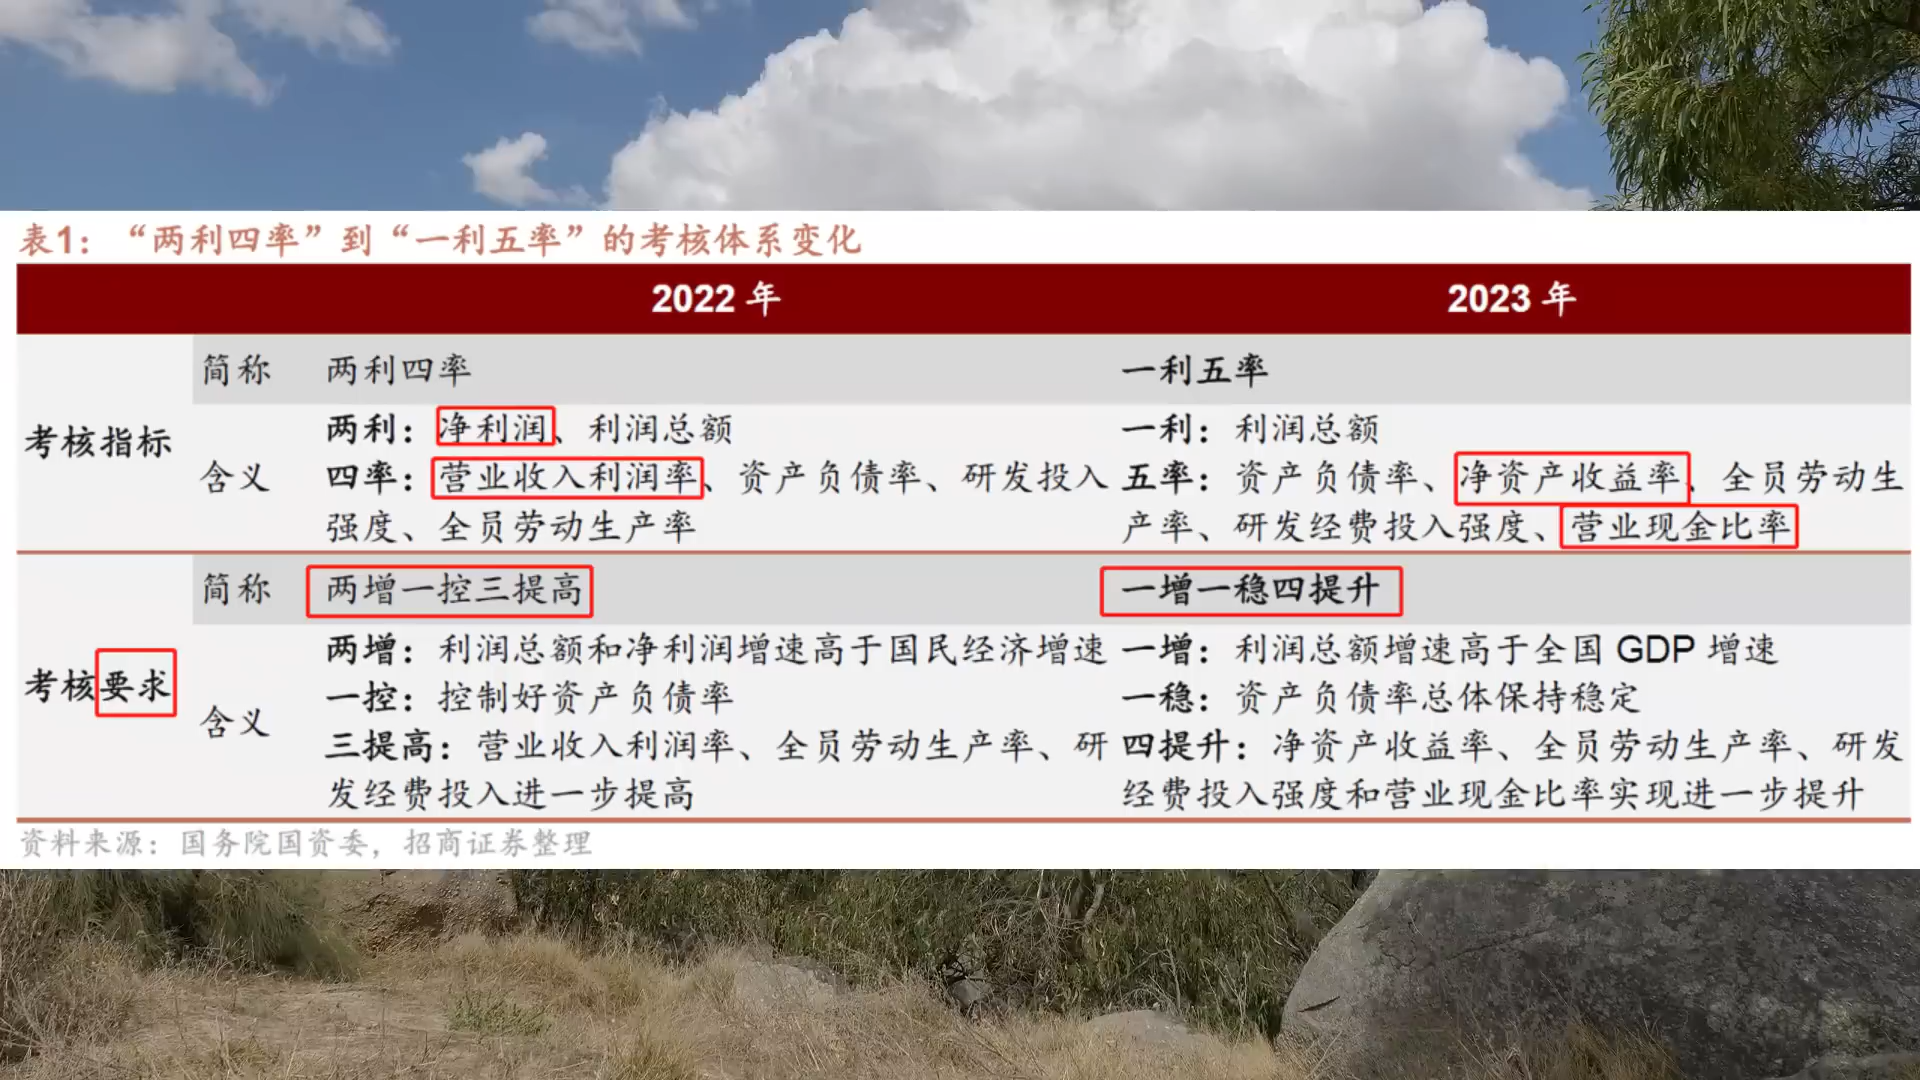 表1：“两利四率”到“一利五率”的考核体系变化
2022 年
2023 年
考核指标
简称
两利四率
一利五率
含义
两利：净利润、利润总额
四率：营业收入利润率、资产负债率、研发投入
强度、全员劳动生产率
一利：利润总额
五率：资产负债率、净资产收益率、全员劳动生
产率、研发经费投入强度、营业现金比率
考核要求
简称
两增一控三提高
一增一稳四提升
含义
两增：利润总额和净利润增速高于国民经济增速
一控：控制好资产负债率
三提高：营业收入利润率、全员劳动生产率、研
发经费投入进一步提高
一增：利润总额增速高于全国 GDP 增速
一稳：资产负债率总体保持稳定
四提升：净资产收益率、全员劳动生产率、研发
经费投入强度和营业现金比率实现进一步提升
资料来源：国务院国资委，招商证券整理